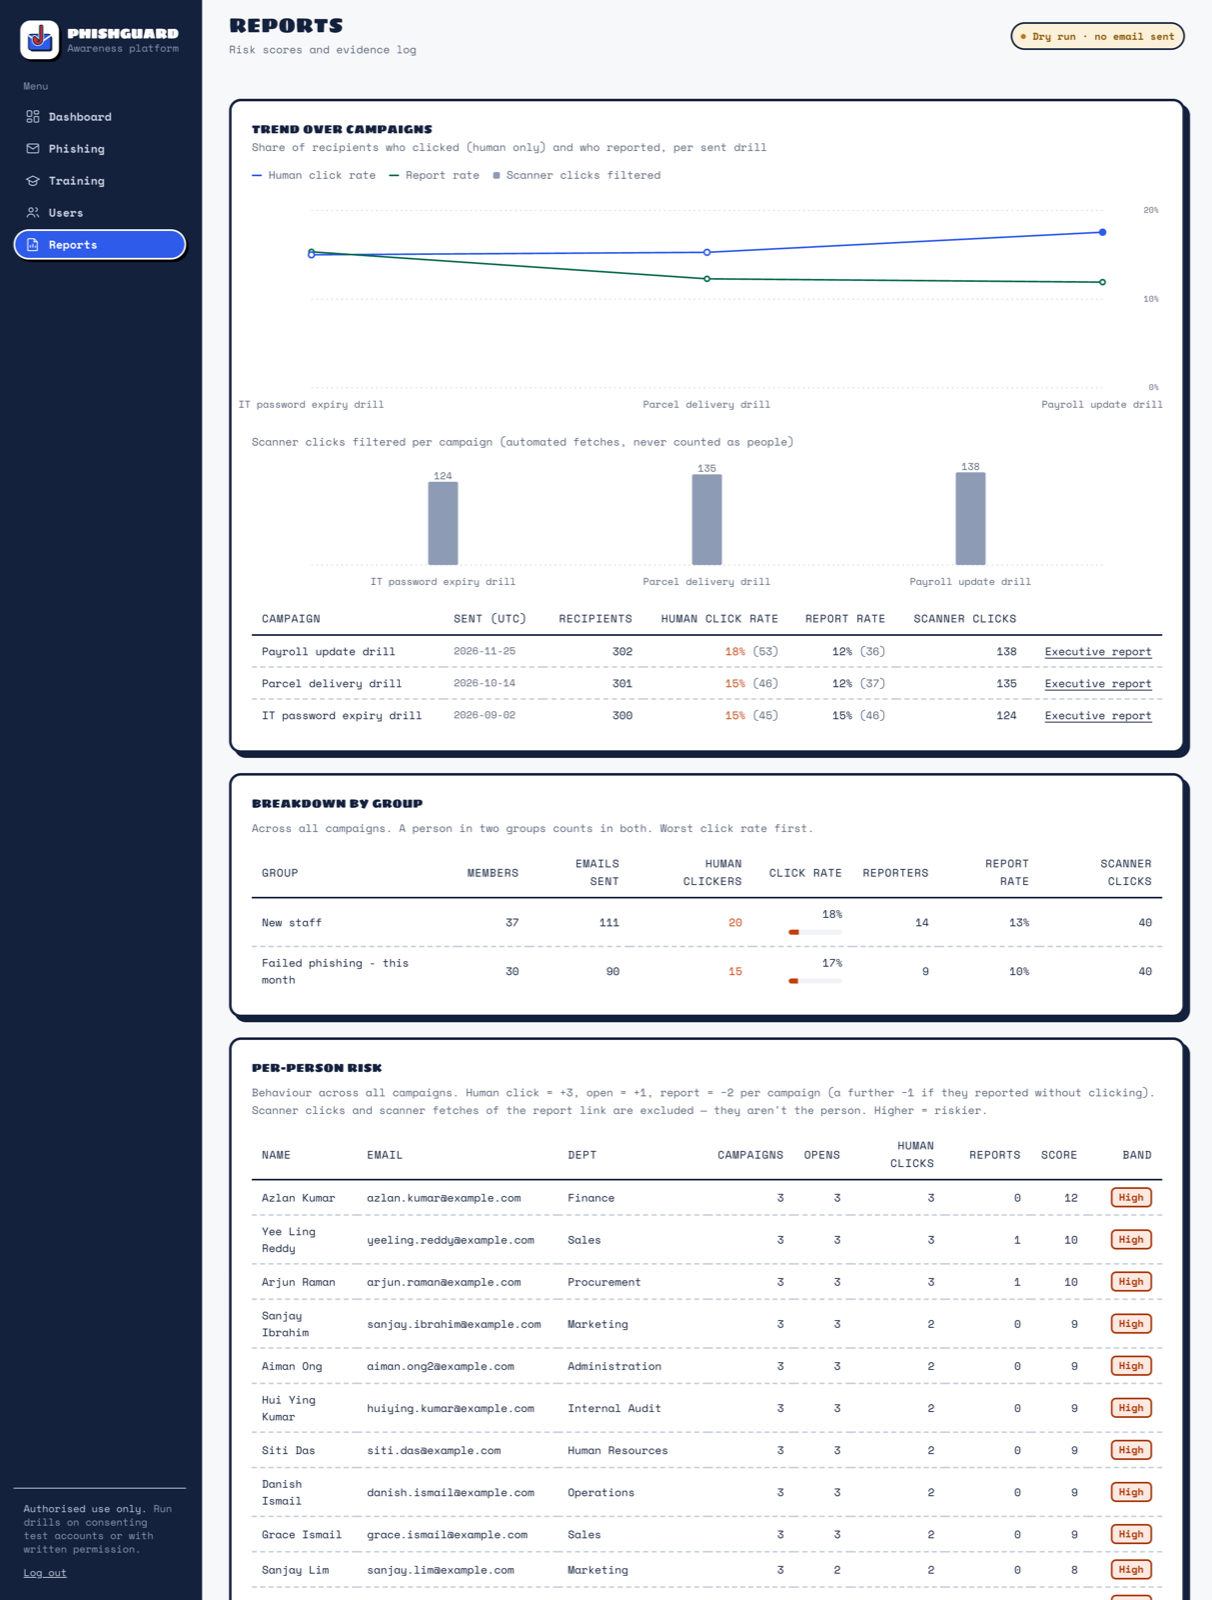 PHISHGUARD
Awareness platform
Menu
Dashboard
Phishing
Training
Users
Reports
Authorised use only. Run
drills on consenting
test accounts or with
written permission.
Log out
REPORTS
Risk scores and evidence log
Dry run · no email sent
TREND OVER CAMPAIGNS
Share of recipients who clicked (human only) and who reported, per sent drill
Human click rate Report rate Scanner clicks filtered
20%
10%
0%
IT password expiry drill Parcel delivery drill Payroll update drill
Scanner clicks filtered per campaign (automated fetches, never counted as people)
124 135 138
IT password expiry drill Parcel delivery drill Payroll update drill
CAMPAIGN SENT (UTC) RECIPIENTS HUMAN CLICK RATE REPORT RATE SCANNER CLICKS
Payroll update drill 2026-11-25 302 18% (53) 12% (36) 138 Executive report
Parcel delivery drill 2026-10-14 301 15% (46) 12% (37) 135 Executive report
IT password expiry drill 2026-09-02 300 15% (45) 15% (46) 124 Executive report
BREAKDOWN BY GROUP
Across all campaigns. A person in two groups counts in both. Worst click rate first.
GROUP MEMBERS EMAILS SENT HUMAN CLICKERS CLICK RATE REPORTERS REPORT RATE SCANNER CLICKS
New staff 37 111 20 18% 14 13% 40
Failed phishing - this month 30 90 15 17% 9 10% 40
PER-PERSON RISK
Behaviour across all campaigns. Human click = +3, open = +1, report = −2 per campaign (a further −1 if they reported without clicking).
Scanner clicks and scanner fetches of the report link are excluded — they aren't the person. Higher = riskier.
NAME EMAIL DEPT CAMPAIGNS OPENS HUMAN CLICKS REPORTS SCORE BAND
Azlan Kumar azlan.kumar@example.com Finance 3 3 3 0 12 High
Yee Ling Reddy yeeling.reddy@example.com Sales 3 3 3 1 10 High
Arjun Raman arjun.raman@example.com Procurement 3 3 3 1 10 High
Sanjay Ibrahim sanjay.ibrahim@example.com Marketing 3 3 2 0 9 High
Aiman Ong aiman.ong2@example.com Administration 3 3 2 0 9 High
Hui Ying Kumar huiying.kumar@example.com Internal Audit 3 3 2 0 9 High
Siti Das siti.das@example.com Human Resources 3 3 2 0 9 High
Danish Ismail danish.ismail@example.com Operations 3 3 2 0 9 High
Grace Ismail grace.ismail@example.com Sales 3 3 2 0 9 High
Sanjay Lim sanjay.lim@example.com Marketing 3 2 2 0 8 High